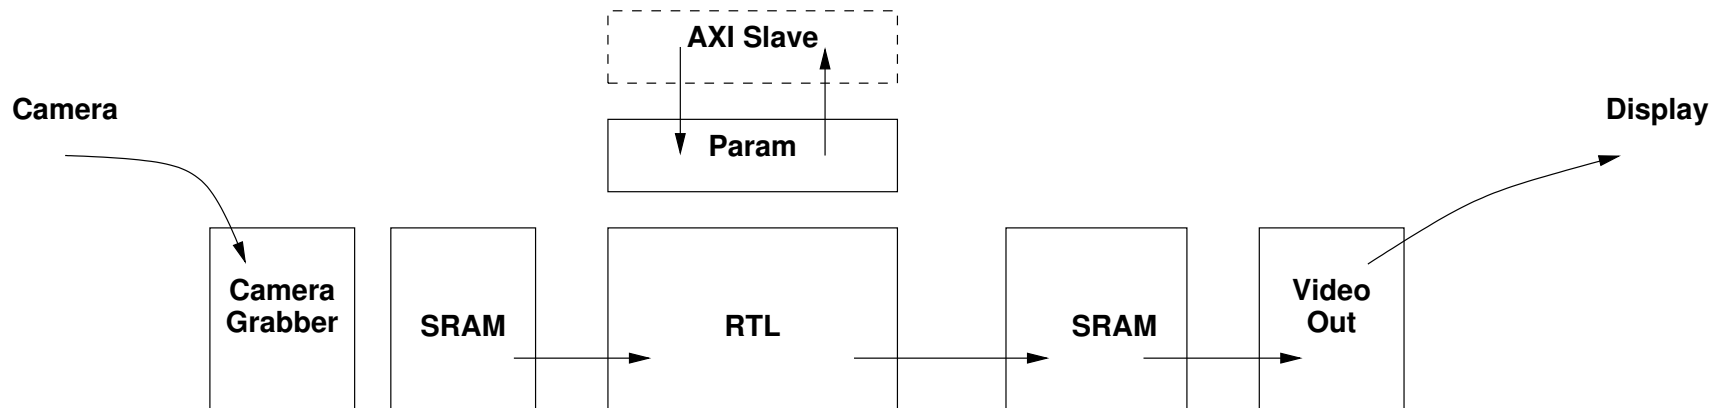 AXI Slave
Camera
Display
Param
Camera
Grabber
SRAM
RTL
SRAM
Video
Out